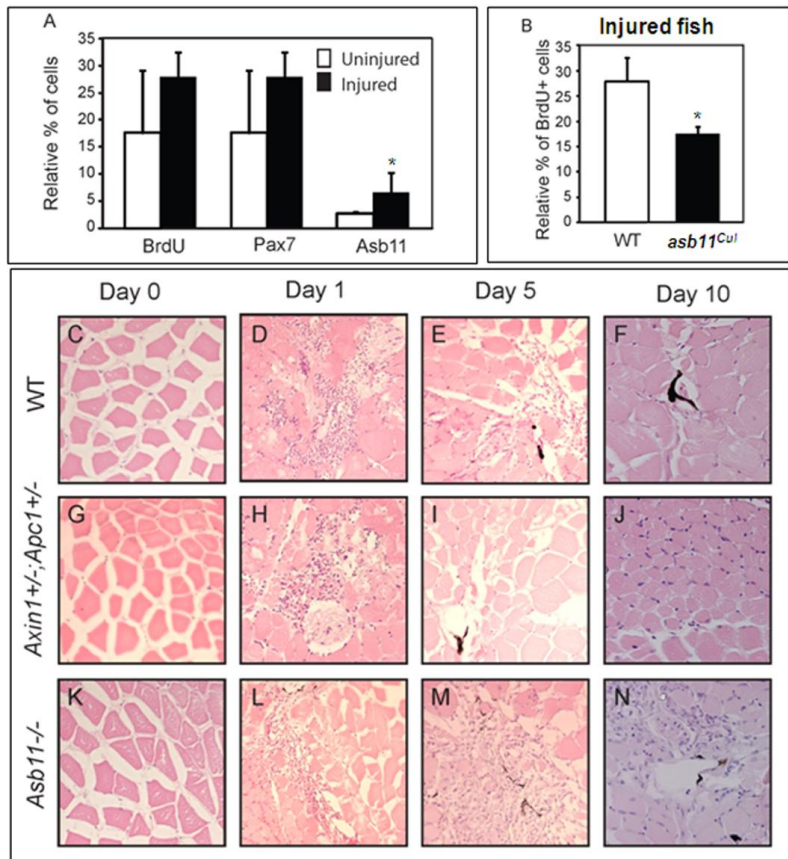 A
Relative % of cells
35
30
25
20
15
10
5
0
Uninjured
Injured
*
BrdU Pax7 Asb11
B Injured fish
Relative % of BrdU+ cells
35
30
25
20
15
10
5
0
*
WT asb11Cul
Day 0 Day 1 Day 5 Day 10
WT
C D E F
Axin1+/-;Apc1+/-
G H I J
Asb11-/-
K L M N